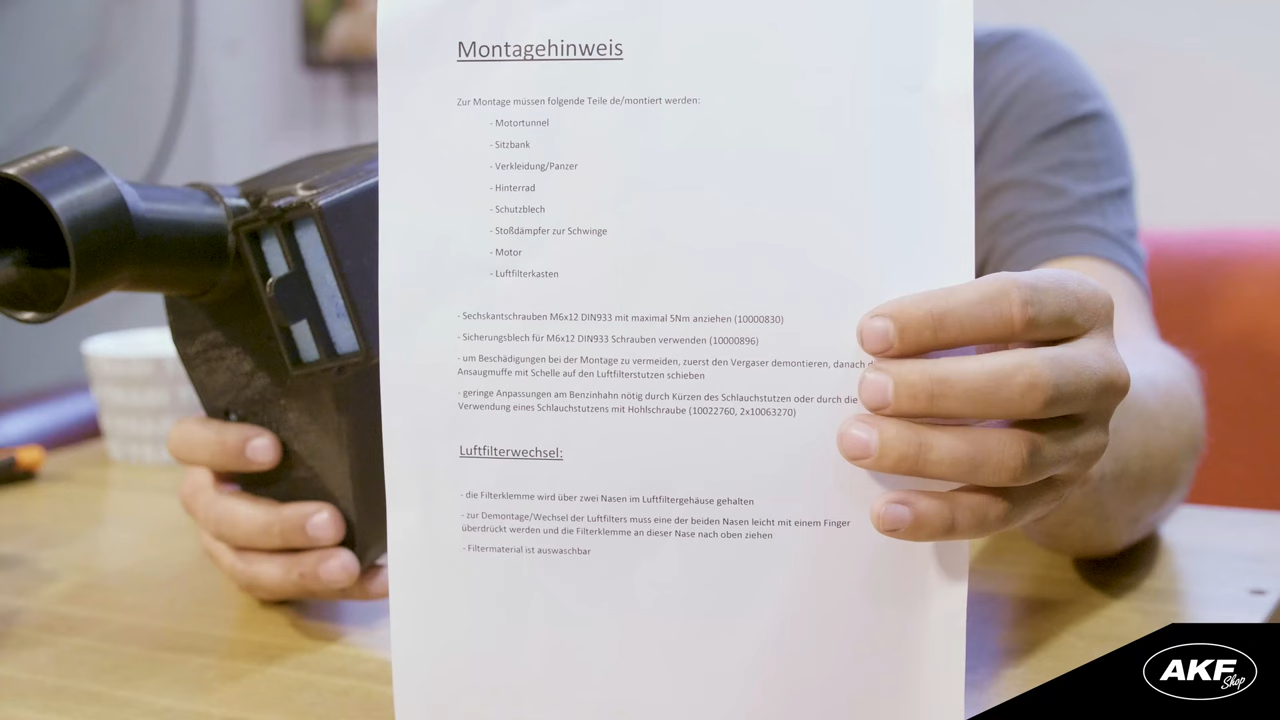 Montagehinweis
Zur Montage müssen folgende Teile de/montiert werden:
- Motortunnel
- Sitzbank
- Verkleidung/Panzer
- Hinterrad
- Schutzblech
- Stoßdämpfer zur Schwinge
- Motor
- Luftfilterkasten
- Sechskantschrauben M6x12 DIN933 mit maximal 5Nm anziehen (10000830)
- Sicherungsblech für M6x12 DIN933 Schrauben verwenden (10000896)
- um Beschädigungen bei der Montage zu vermeiden, zuerst den Vergaser demontieren, danach
Ansaugmuffe mit Schelle auf den Luftfilterstutzen schieben
- geringe Anpassungen am Benzinhahn nötig durch Kürzen des Schlauchstutzen oder durch die
Verwendung eines Schlauchstutzens mit Hohlschraube (10022760, 2x10063270)
Luftfilterwechsel:
- die Filterklemme wird über zwei Nasen im Luftfiltergehäuse gehalten
- zur Demontage/Wechsel der Luftfilters muss eine der beiden Nasen leicht mit einem Finger
überdrückt werden und die Filterklemme an dieser Nase nach oben ziehen
- Filtermaterial ist auswaschbar
AKF
Shop